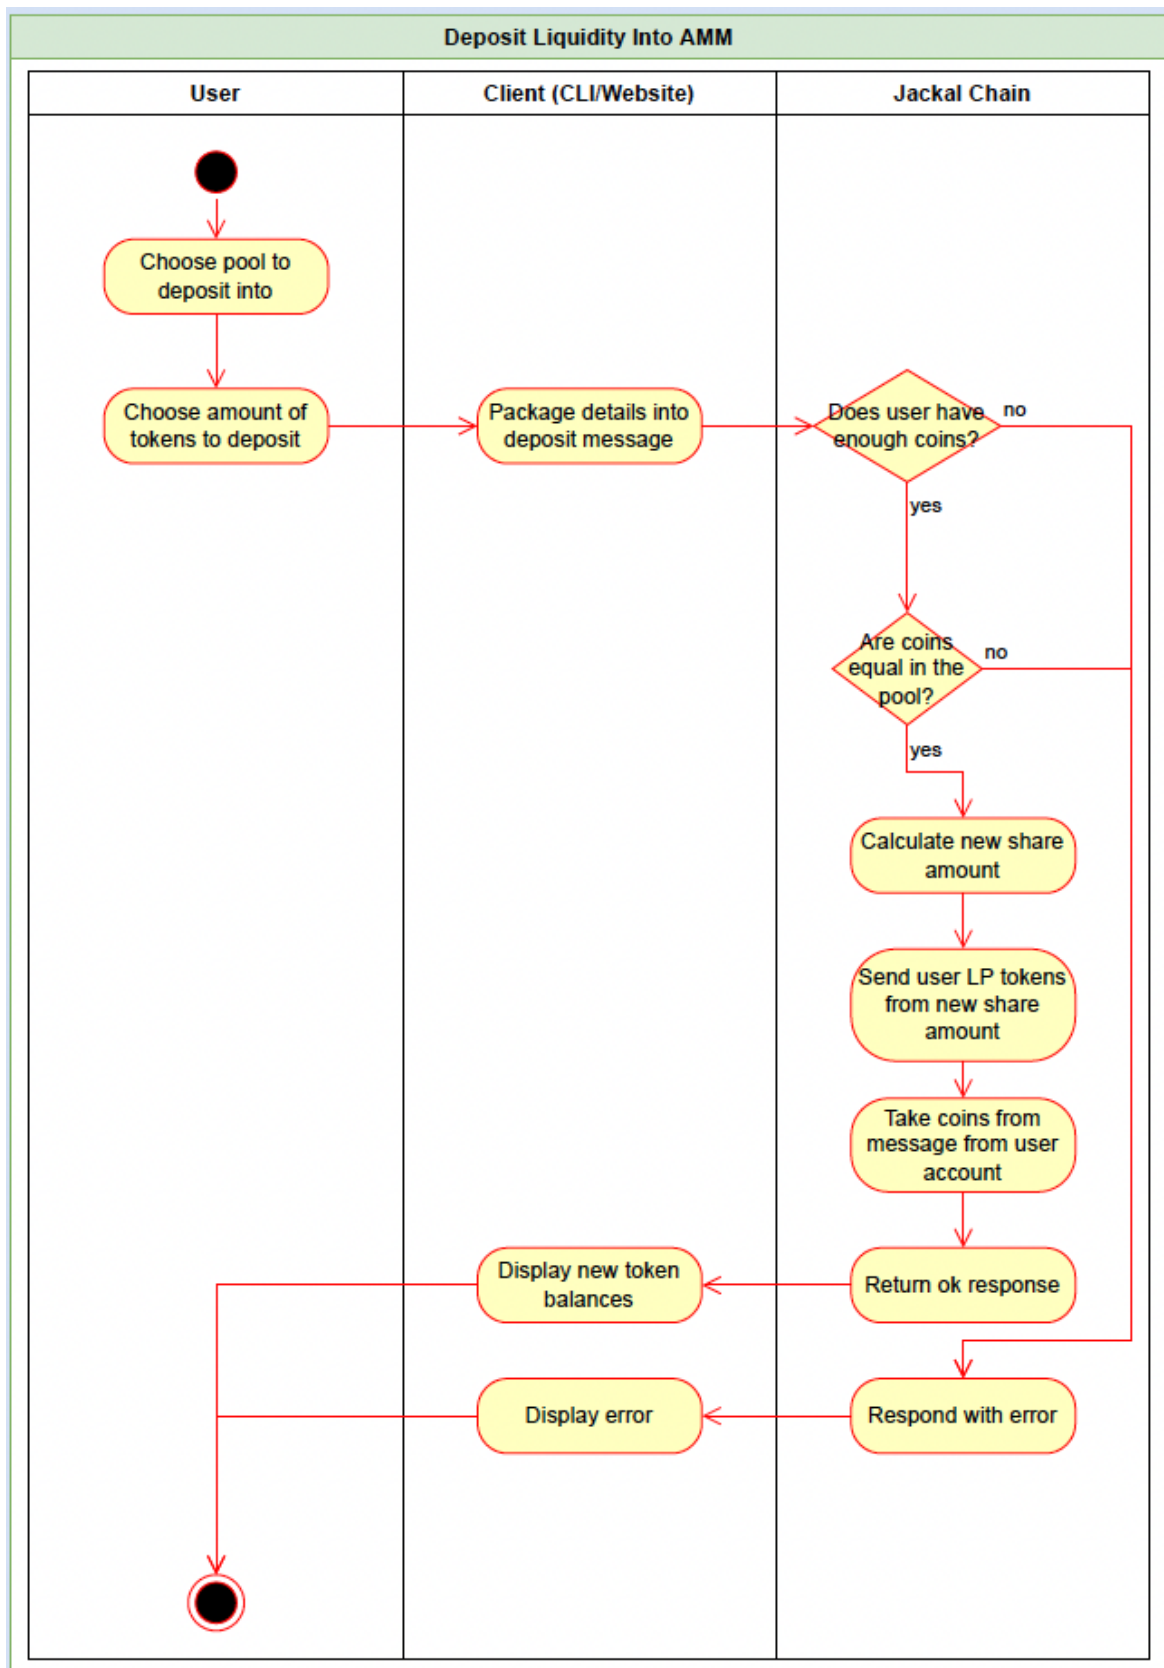 Deposit Liquidity Into AMM
User
Client (CLI/Website)
Jackal Chain
Choose pool to
deposit into
Choose amount of
tokens to deposit
Package details into
deposit message
Does user have
enough coins?
no
yes
Are coins
equal in the
pool?
no
yes
Calculate new share
amount
Send user LP tokens
from new share
amount
Take coins from
message from user
account
Display new token
balances
Return ok response
Display error
Respond with error